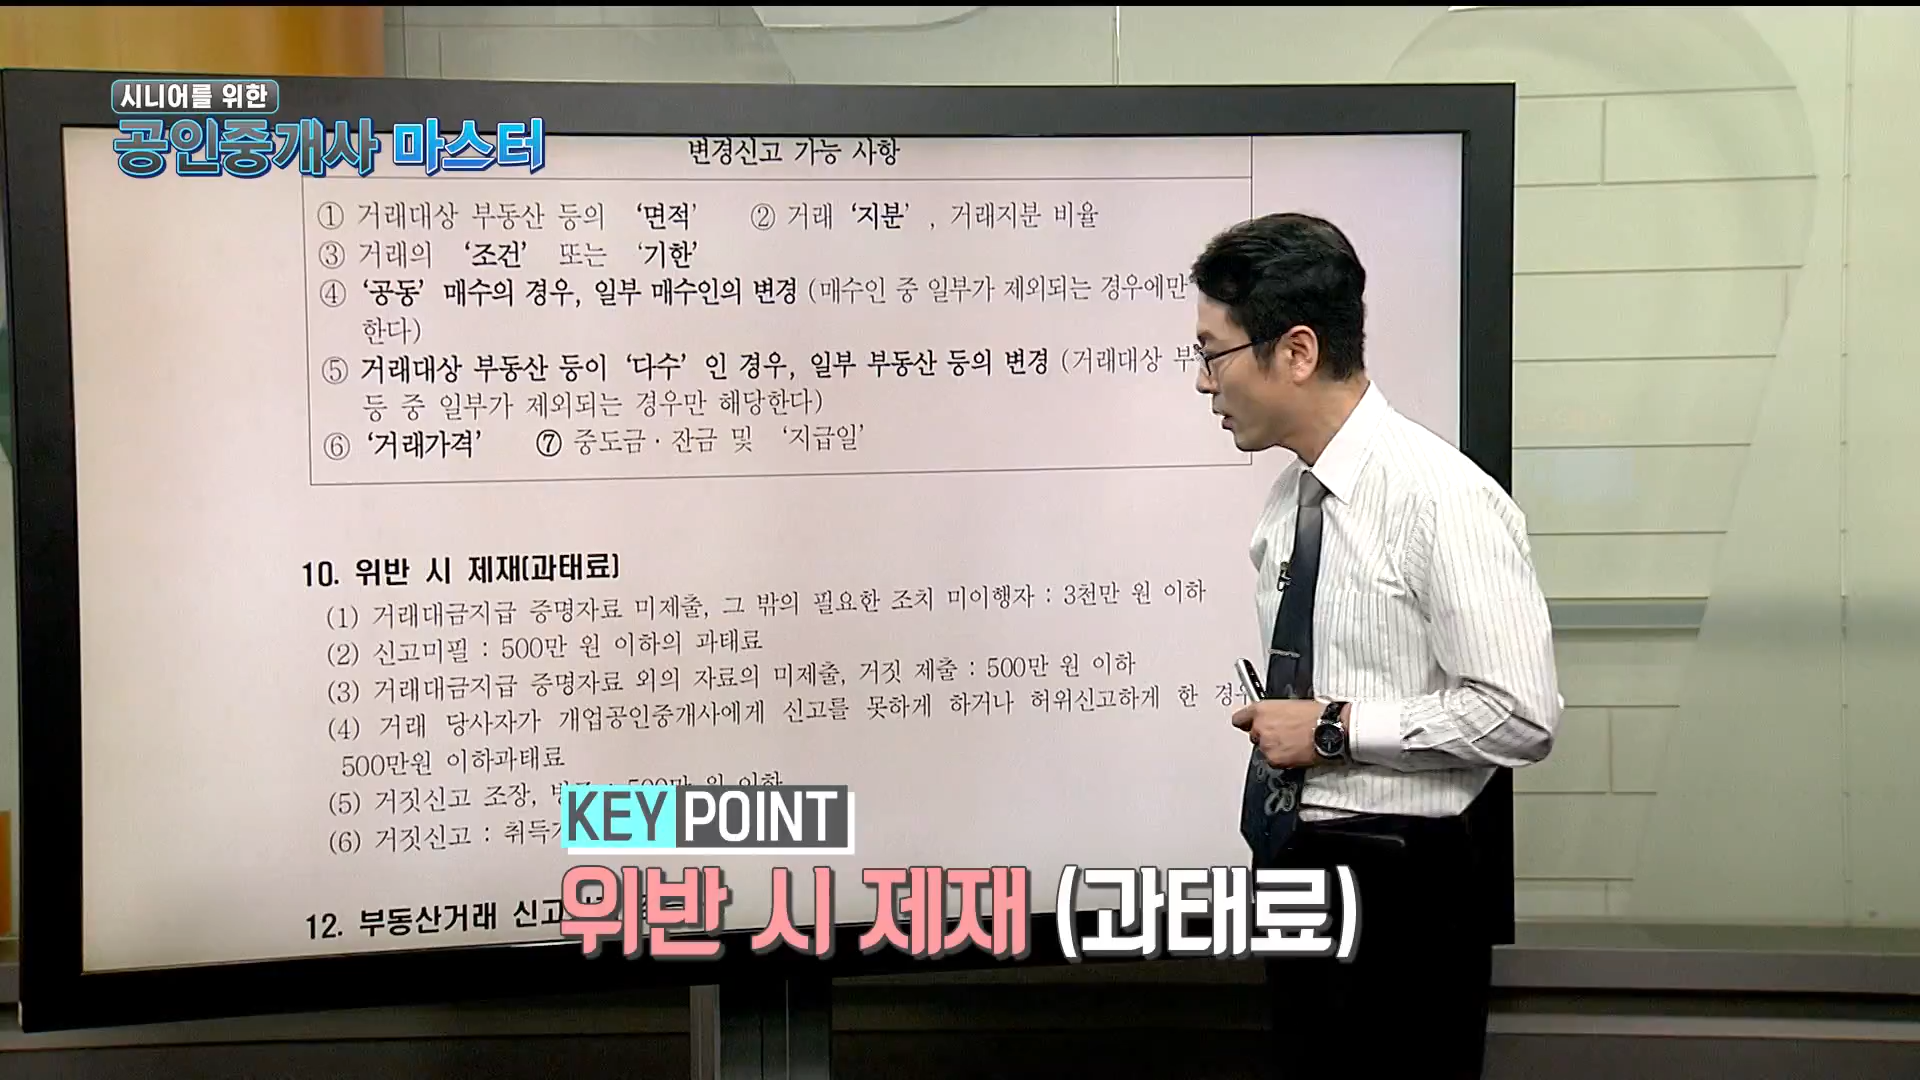 시니어를 위한
공인중개사 마스터
변경신고 가능 사항
① 거래대상 부동산 등의 '면적' ② 거래 '지분', 거래지분 비율
③ 거래의 '조건' 또는 '기한'
④ '공동' 매수의 경우, 일부 매수인의 변경 (매수인 중 일부가 제외되는 경우에만
한다)
⑤ 거래대상 부동산 등이 '다수'인 경우, 일부 부동산 등의 변경 (거래대상 부
등 중 일부가 제외되는 경우만 해당한다)
⑥ '거래가격' ⑦ 중도금·잔금 및 '지급일'
10. 위반 시 제재(과태료)
(1) 거래대금지급 증명자료 미제출, 그 밖의 필요한 조치 미이행자 : 3천만 원 이하
(2) 신고미필 : 500만 원 이하의 과태료
(3) 거래대금지급 증명자료 외의 자료의 미제출, 거짓 제출 : 500만 원 이하
(4) 거래 당사자가 개업공인중개사에게 신고를 못하게 하거나 허위신고하게 한 경우
500만원 이하과태료
(5) 거짓신고 조장, 500만 원 이하
(6) 거짓신고 : 취득
12. 부동산거래 신고
KEY POINT
위반 시 제재 (과태료)